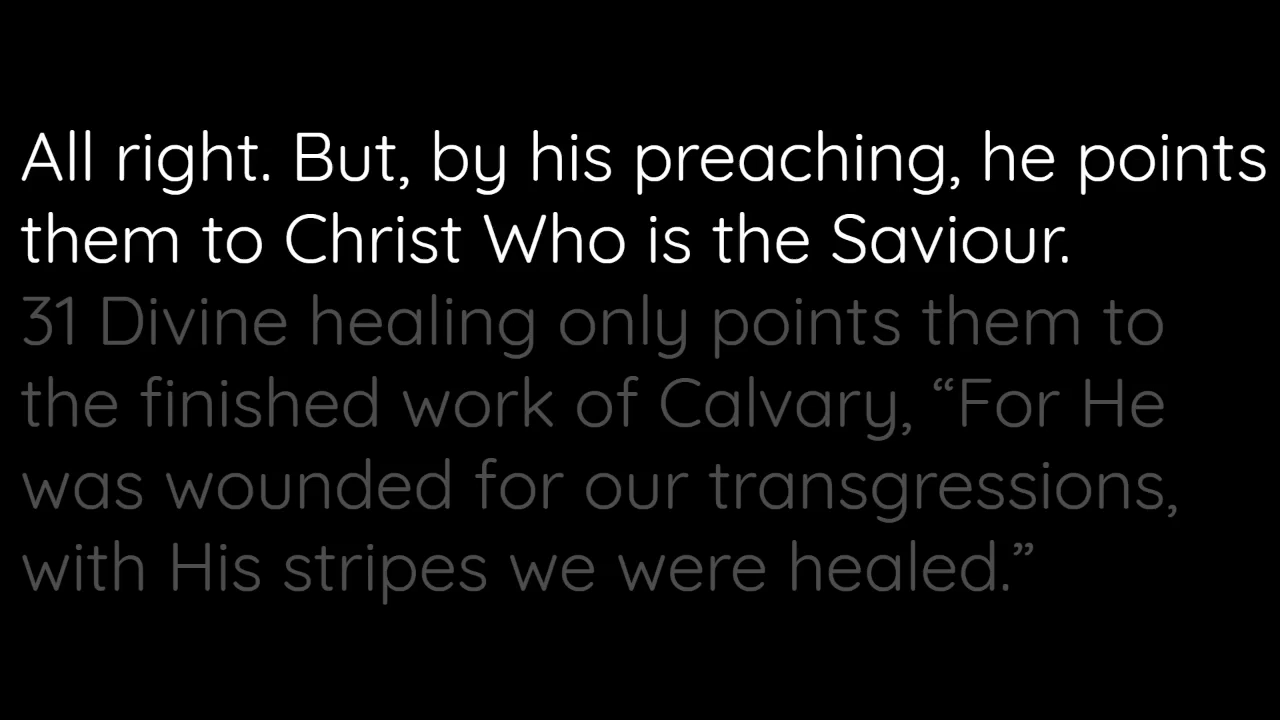 All right. But, by his preaching, he points
them to Christ Who is the Saviour.
31 Divine healing only points them to
the finished work of Calvary, “For He
was wounded for our transgressions,
with His stripes we were healed.”